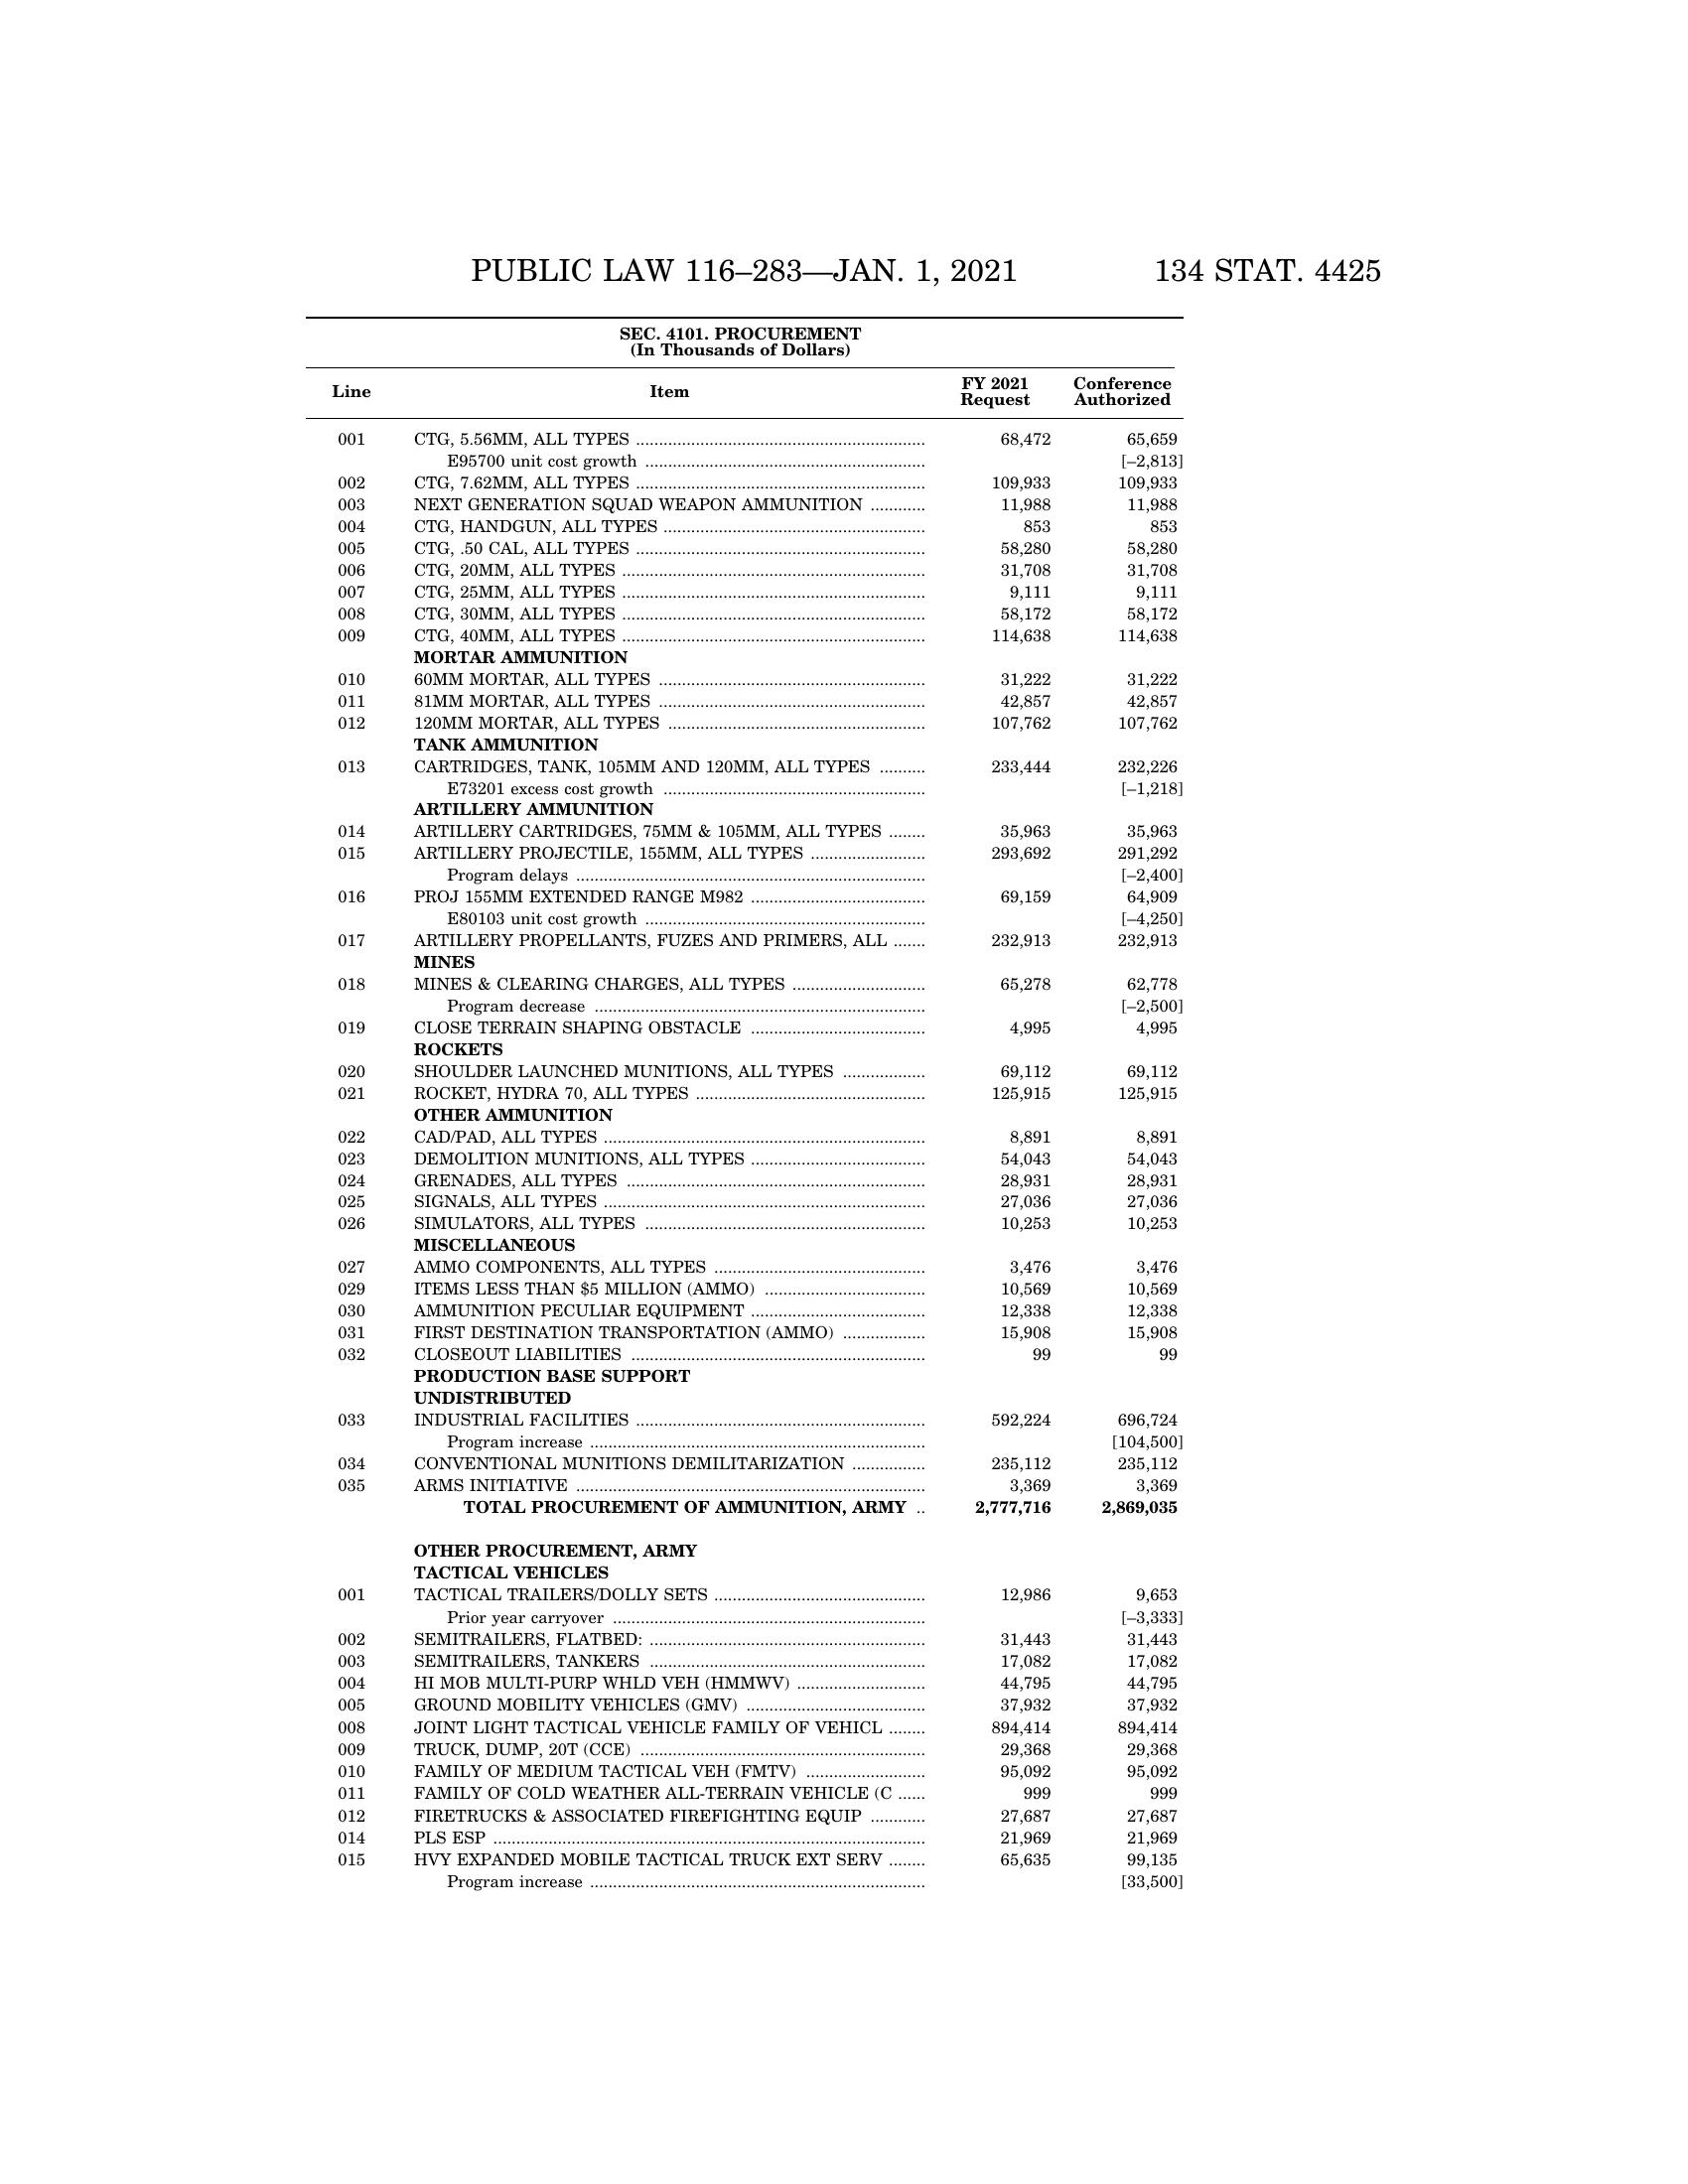 PUBLIC LAW 116–283—JAN. 1, 2021 134 STAT. 4425
SEC. 4101. PROCUREMENT
(In Thousands of Dollars)
Line Item FY 2021 Request Conference Authorized
001 CTG, 5.56MM, ALL TYPES 68,472 65,659
E95700 unit cost growth [–2,813]
002 CTG, 7.62MM, ALL TYPES 109,933 109,933
003 NEXT GENERATION SQUAD WEAPON AMMUNITION 11,988 11,988
004 CTG, HANDGUN, ALL TYPES 853 853
005 CTG, .50 CAL, ALL TYPES 58,280 58,280
006 CTG, 20MM, ALL TYPES 31,708 31,708
007 CTG, 25MM, ALL TYPES 9,111 9,111
008 CTG, 30MM, ALL TYPES 58,172 58,172
009 CTG, 40MM, ALL TYPES 114,638 114,638
MORTAR AMMUNITION
010 60MM MORTAR, ALL TYPES 31,222 31,222
011 81MM MORTAR, ALL TYPES 42,857 42,857
012 120MM MORTAR, ALL TYPES 107,762 107,762
TANK AMMUNITION
013 CARTRIDGES, TANK, 105MM AND 120MM, ALL TYPES 233,444 232,226
E73201 excess cost growth [–1,218]
ARTILLERY AMMUNITION
014 ARTILLERY CARTRIDGES, 75MM & 105MM, ALL TYPES 35,963 35,963
015 ARTILLERY PROJECTILE, 155MM, ALL TYPES 293,692 291,292
Program delays [–2,400]
016 PROJ 155MM EXTENDED RANGE M982 69,159 64,909
E80103 unit cost growth [–4,250]
017 ARTILLERY PROPELLANTS, FUZES AND PRIMERS, ALL 232,913 232,913
MINES
018 MINES & CLEARING CHARGES, ALL TYPES 65,278 62,778
Program decrease [–2,500]
019 CLOSE TERRAIN SHAPING OBSTACLE 4,995 4,995
ROCKETS
020 SHOULDER LAUNCHED MUNITIONS, ALL TYPES 69,112 69,112
021 ROCKET, HYDRA 70, ALL TYPES 125,915 125,915
OTHER AMMUNITION
022 CAD/PAD, ALL TYPES 8,891 8,891
023 DEMOLITION MUNITIONS, ALL TYPES 54,043 54,043
024 GRENADES, ALL TYPES 28,931 28,931
025 SIGNALS, ALL TYPES 27,036 27,036
026 SIMULATORS, ALL TYPES 10,253 10,253
MISCELLANEOUS
027 AMMO COMPONENTS, ALL TYPES 3,476 3,476
029 ITEMS LESS THAN $5 MILLION (AMMO) 10,569 10,569
030 AMMUNITION PECULIAR EQUIPMENT 12,338 12,338
031 FIRST DESTINATION TRANSPORTATION (AMMO) 15,908 15,908
032 CLOSEOUT LIABILITIES 99 99
PRODUCTION BASE SUPPORT
UNDISTRIBUTED
033 INDUSTRIAL FACILITIES 592,224 696,724
Program increase [104,500]
034 CONVENTIONAL MUNITIONS DEMILITARIZATION 235,112 235,112
035 ARMS INITIATIVE 3,369 3,369
TOTAL PROCUREMENT OF AMMUNITION, ARMY 2,777,716 2,869,035
OTHER PROCUREMENT, ARMY
TACTICAL VEHICLES
001 TACTICAL TRAILERS/DOLLY SETS 12,986 9,653
Prior year carryover [–3,333]
002 SEMITRAILERS, FLATBED: 31,443 31,443
003 SEMITRAILERS, TANKERS 17,082 17,082
004 HI MOB MULTI-PURP WHLD VEH (HMMWV) 44,795 44,795
005 GROUND MOBILITY VEHICLES (GMV) 37,932 37,932
008 JOINT LIGHT TACTICAL VEHICLE FAMILY OF VEHICL 894,414 894,414
009 TRUCK, DUMP, 20T (CCE) 29,368 29,368
010 FAMILY OF MEDIUM TACTICAL VEH (FMTV) 95,092 95,092
011 FAMILY OF COLD WEATHER ALL-TERRAIN VEHICLE (C 999 999
012 FIRETRUCKS & ASSOCIATED FIREFIGHTING EQUIP 27,687 27,687
014 PLS ESP 21,969 21,969
015 HVY EXPANDED MOBILE TACTICAL TRUCK EXT SERV 65,635 99,135
Program increase [33,500]